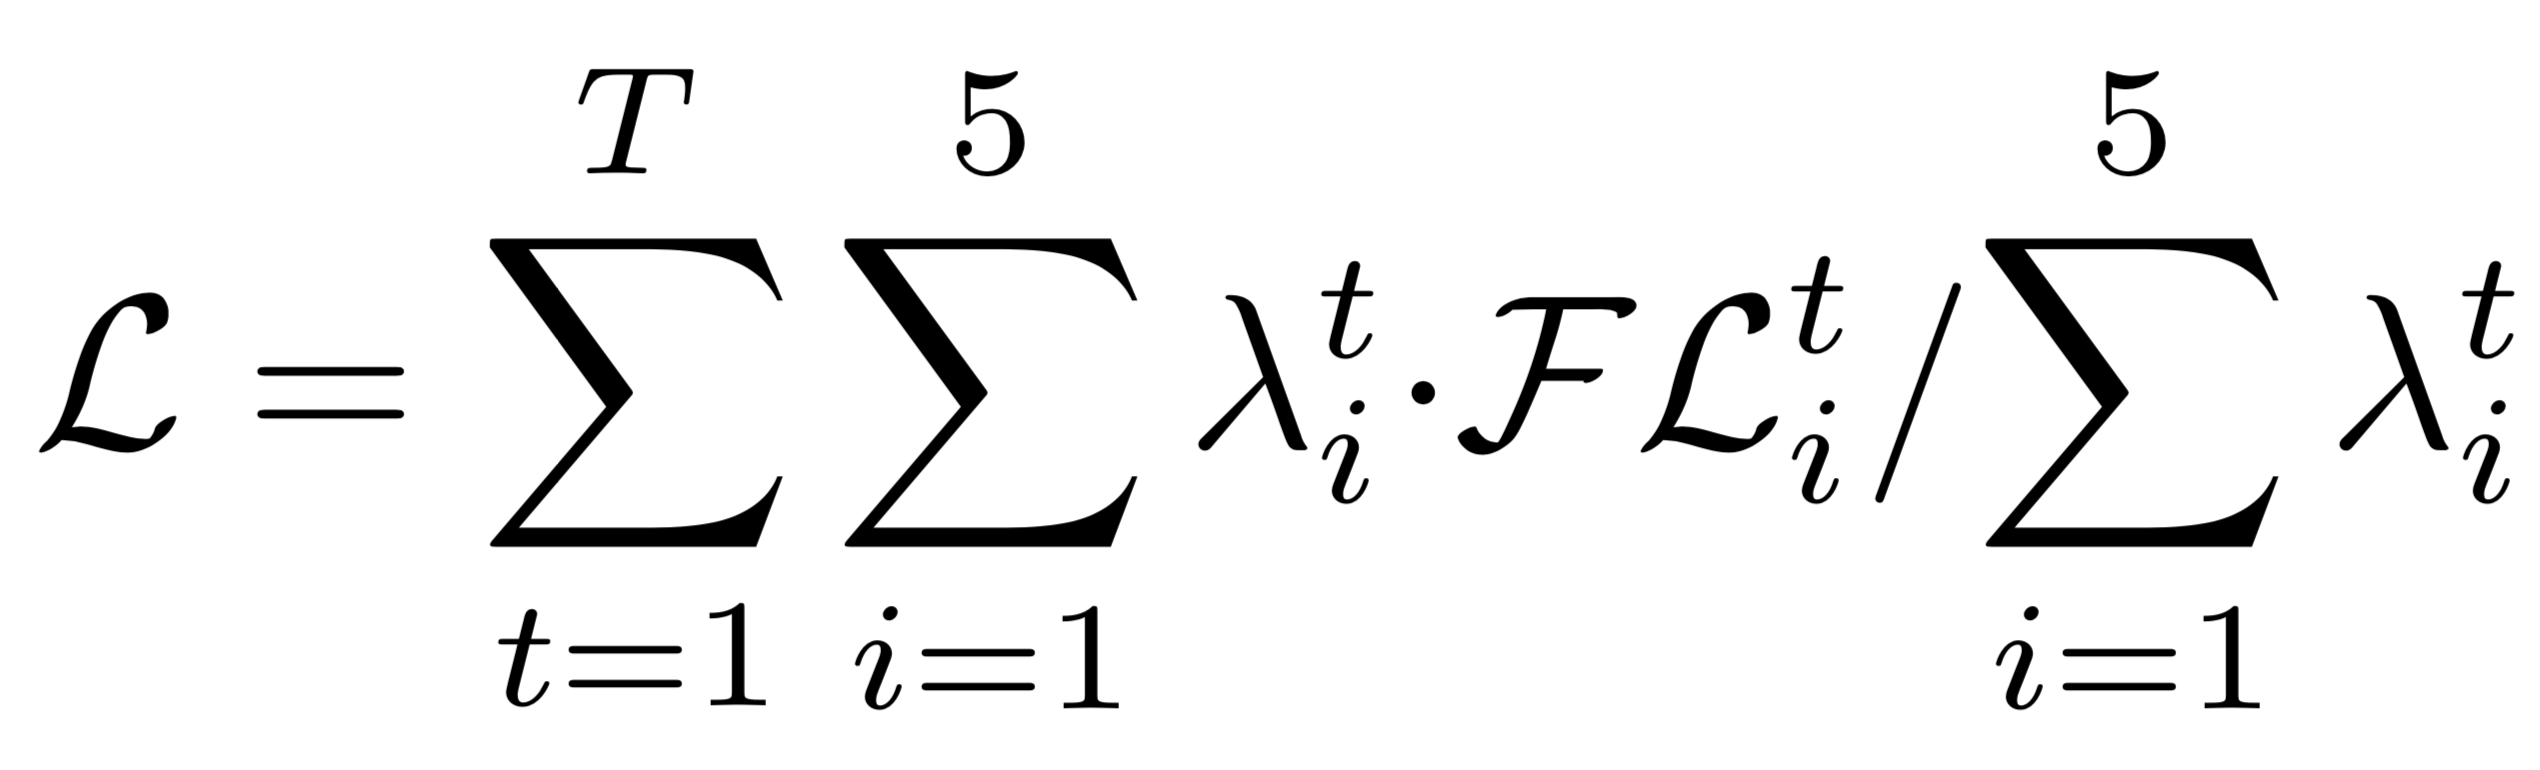 \mathcal{L} = \sum_{t=1}^{T} \sum_{i=1}^{5} \lambda_i^t \cdot \mathcal{FL}_i^t / \sum_{i=1}^{5} \lambda_i^t